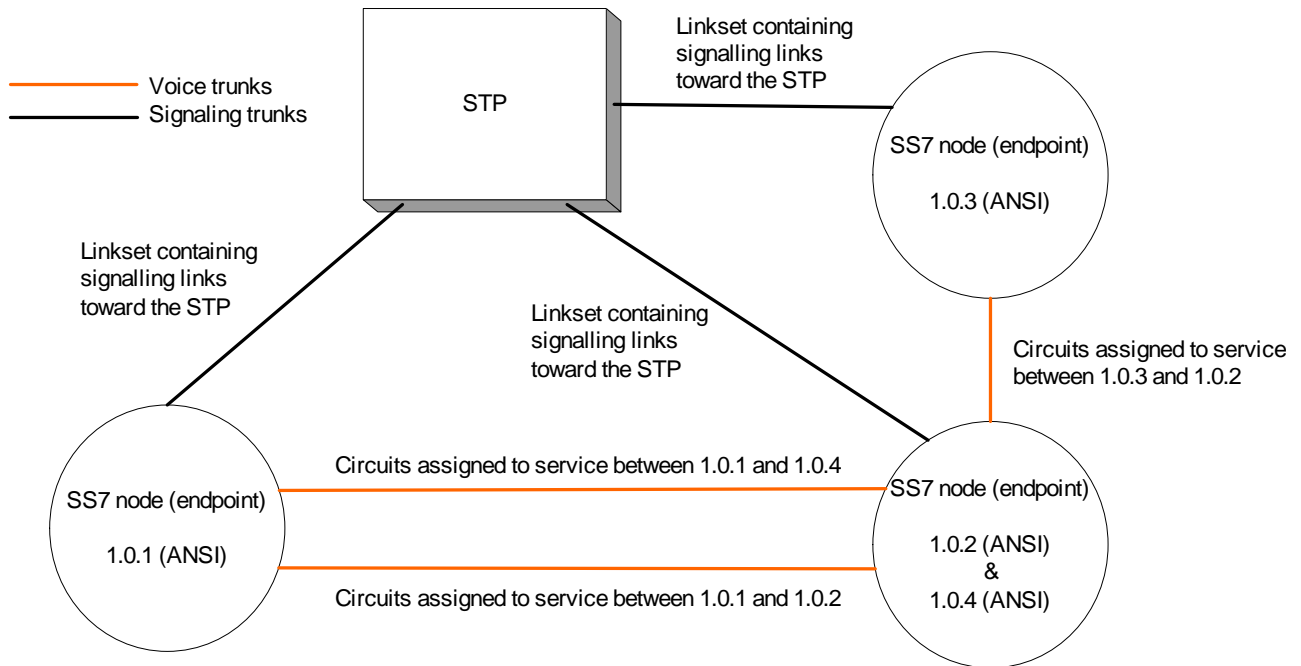 Voice trunks
Signaling trunks
STP
Linkset containing
signalling links
toward the STP
SS7 node (endpoint)
1.0.3 (ANSI)
Linkset containing
signalling links
toward the STP
Linkset containing
signalling links
toward the STP
Circuits assigned to service
between 1.0.3 and 1.0.2
SS7 node (endpoint)
1.0.1 (ANSI)
Circuits assigned to service between 1.0.1 and 1.0.4
Circuits assigned to service between 1.0.1 and 1.0.2
SS7 node (endpoint)
1.0.2 (ANSI)
&
1.0.4 (ANSI)